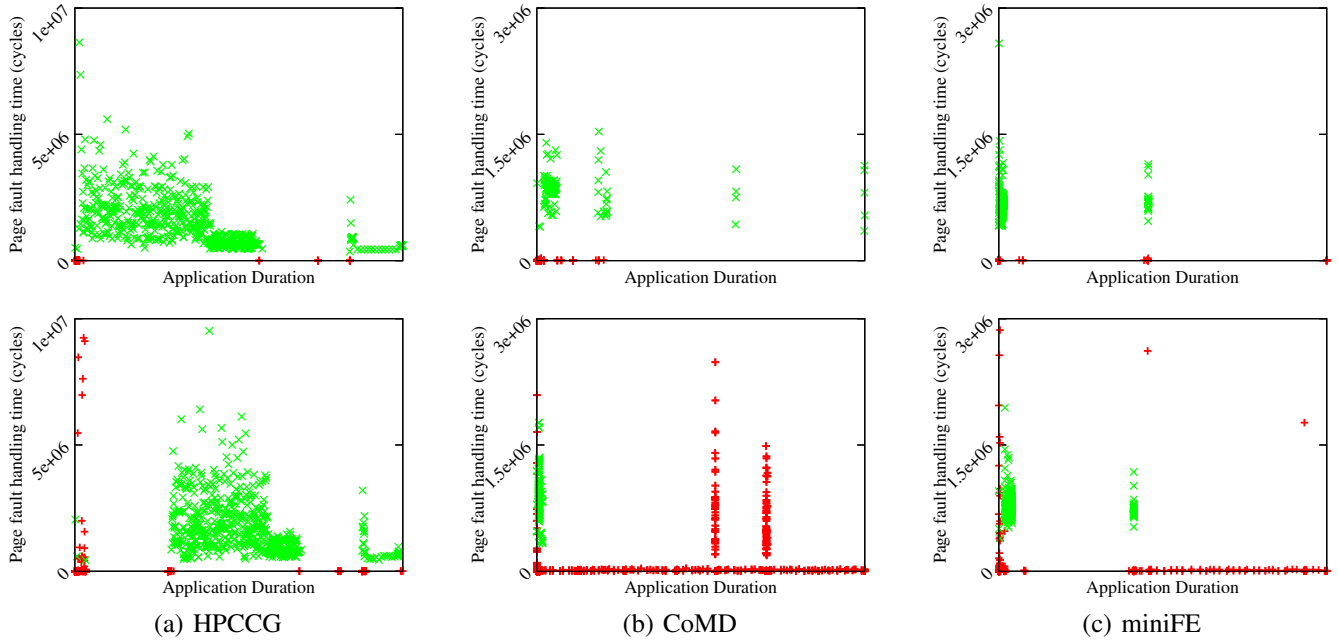 Page fault handling time (cycles)
1e+07
5e+06
0
Application Duration
Page fault handling time (cycles)
3e+06
1.5e+06
0
Application Duration
Page fault handling time (cycles)
3e+06
1.5e+06
0
Application Duration
Page fault handling time (cycles)
1e+07
5e+06
0
Application Duration
Page fault handling time (cycles)
3e+06
1.5e+06
0
Application Duration
Page fault handling time (cycles)
3e+06
1.5e+06
0
Application Duration
(a) HPCCG
(b) CoMD
(c) miniFE